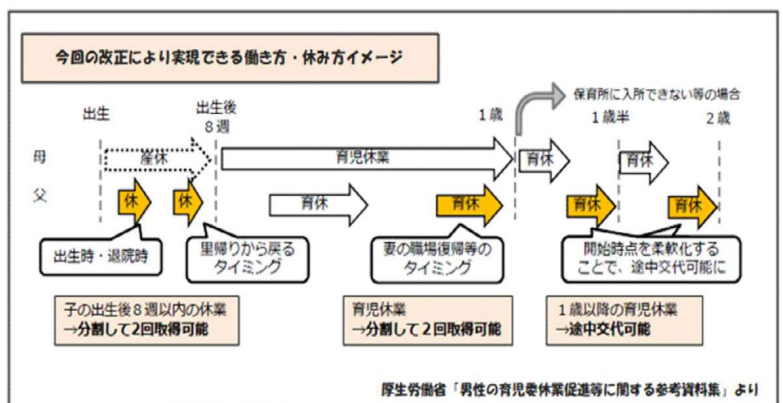 今回の改正により実現できる働き方・休み方イメージ
保育所に入所できない等の場合
出生
出生後
8週
1歳
1歳半
2歳
母
産休
育児休業
育休
育休
父
休
休
育休
育休
育休
育休
出生時・退院時
里帰りから戻る
タイミング
妻の職場復帰等の
タイミング
開始時点を柔軟化する
ことで、途中交代可能に
子の出生後8週以内の休業
→分割して2回取得可能
育児休業
→分割して2回取得可能
1歳以降の育児休業
→途中交代可能
厚生労働省「男性の育児妻休業促進等に関する参考資料集」より